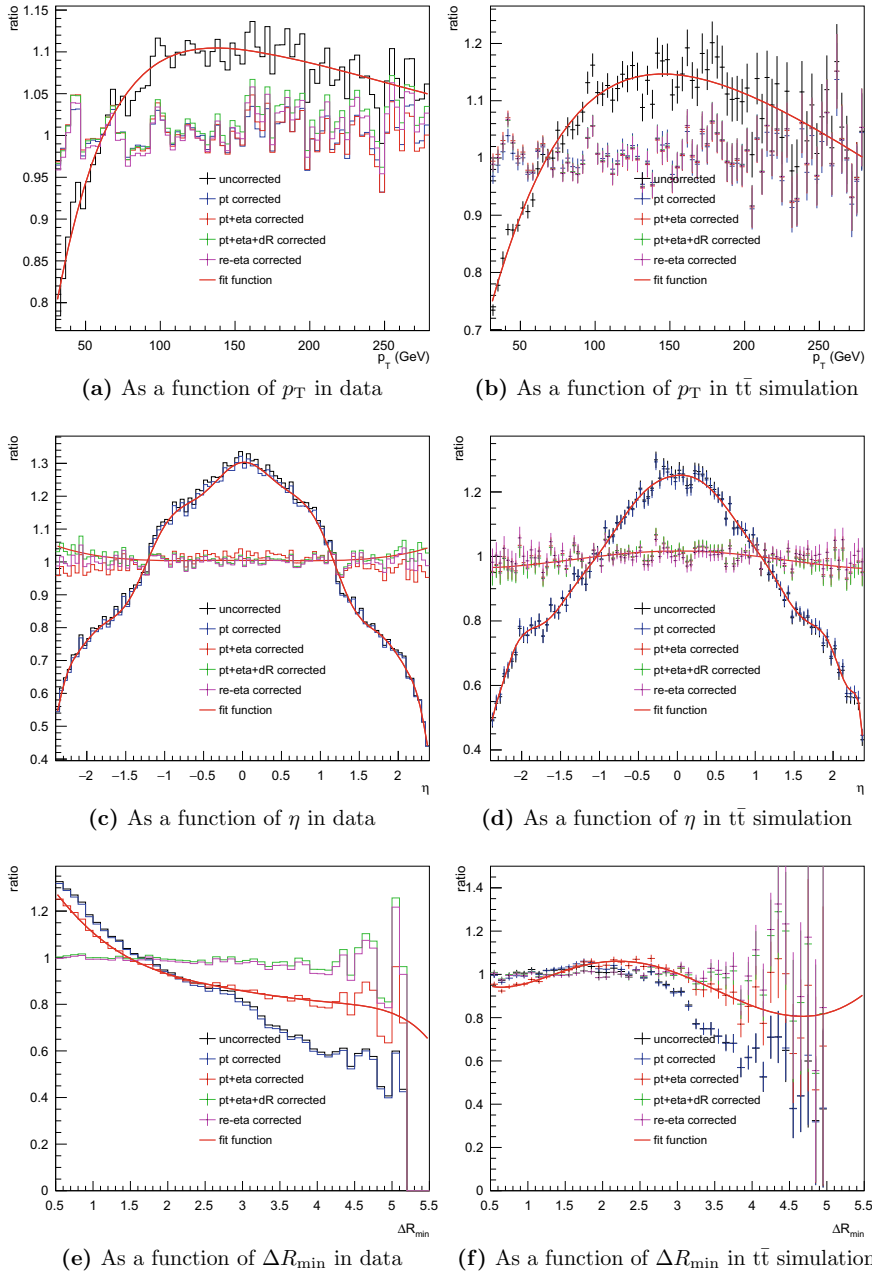 ratio
1.15
1.1
1.05
1
0.95
0.9
0.85
0.8
uncorrected
pt corrected
pt+eta corrected
pt+eta+dR corrected
re-eta corrected
fit function
50 100 150 200 250
p_T (GeV)
(a) As a function of p_T in data
ratio
1.2
1.1
1.0
0.9
0.8
0.7
uncorrected
pt corrected
pt+eta corrected
pt+eta+dR corrected
re-eta corrected
fit function
50 100 150 200 250
p_T (GeV)
(b) As a function of p_T in tt̄ simulation
ratio
1.3
1.2
1.1
1
0.9
0.8
0.7
0.6
0.5
0.4
uncorrected
pt corrected
pt+eta corrected
pt+eta+dR corrected
re-eta corrected
fit function
−2 −1.5 −1 −0.5 0 0.5 1 1.5 2
η
(c) As a function of η in data
ratio
1.2
1.0
0.8
0.6
0.4
uncorrected
pt corrected
pt+eta corrected
pt+eta+dR corrected
re-eta corrected
fit function
−2 −1.5 −1 −0.5 0 0.5 1 1.5 2
η
(d) As a function of η in tt̄ simulation
ratio
1.2
1
0.8
0.6
0.4
0.2
0
uncorrected
pt corrected
pt+eta corrected
pt+eta+dR corrected
re-eta corrected
fit function
0.5 1 1.5 2 2.5 3 3.5 4 4.5 5 5.5
ΔR_min
(e) As a function of ΔR_min in data
ratio
1.4
1.2
1.0
0.8
0.6
0.4
0.2
0
uncorrected
pt corrected
pt+eta corrected
pt+eta+dR corrected
re-eta corrected
fit function
0.5 1 1.5 2 2.5 3 3.5 4 4.5 5 5.5
ΔR_min
(f) As a function of ΔR_min in tt̄ simulation